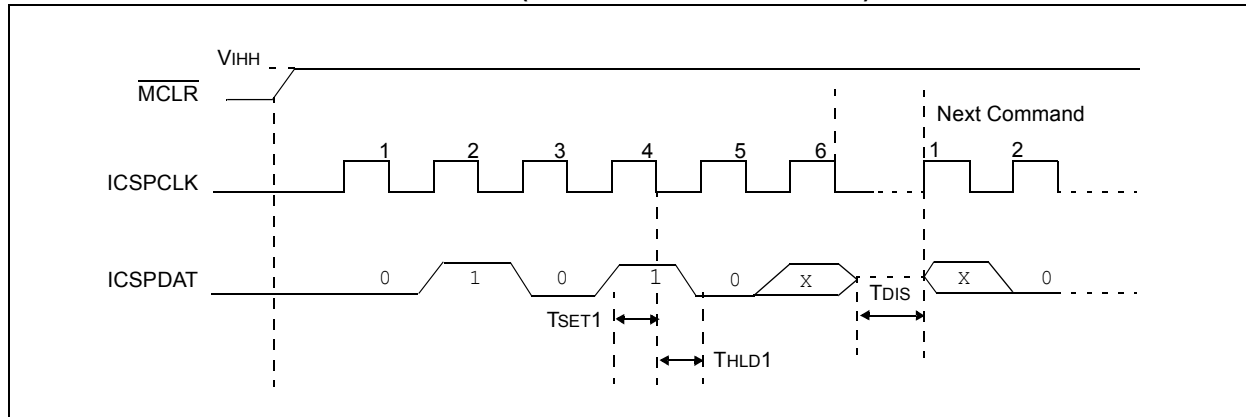 VIHH
MCLR
Next Command
1 2 3 4 5 6 1 2
ICSPCLK
ICSPDAT
0 1 0 1 0 X X 0
TDIS
TSET1
THLD1